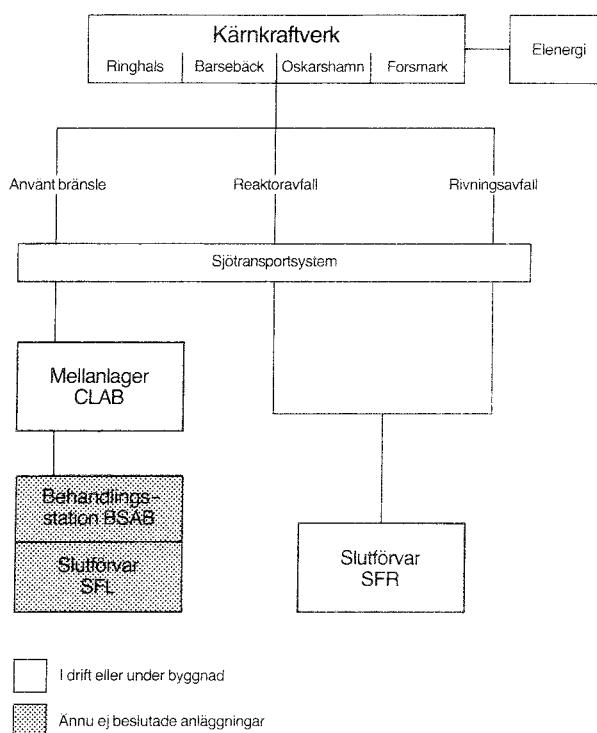 Kärnkraftverk
Ringhals Barsebäck Oskarshamn Forsmark
Elenergi
Använt bränsle
Reaktoravfall
Rivningsavfall
Sjötransportsystem
Mellanlager
CLAB
Behandlings-
station BSAB
Slutförvar
SFL
Slutförvar
SFR
I drift eller under byggnad
Ännu ej beslutade anläggningar